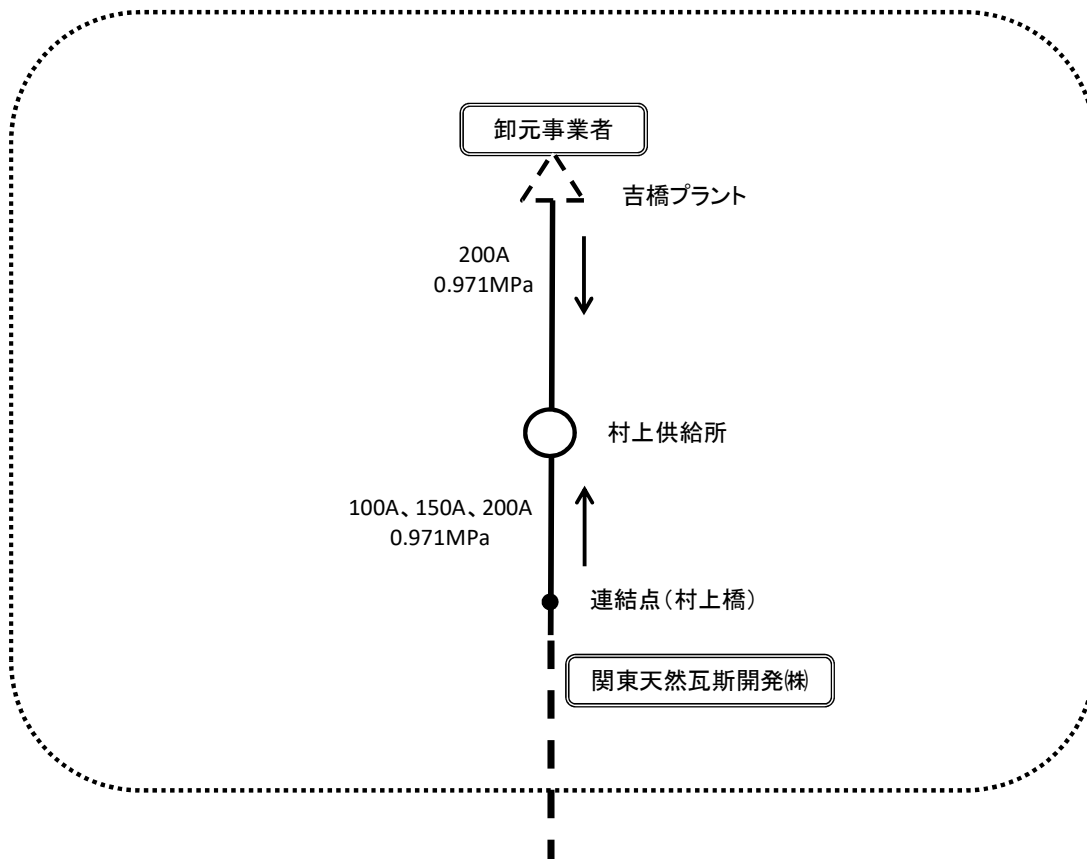 卸元事業者
吉橋プラント
200A
0.971MPa
村上供給所
100A、150A、200A
0.971MPa
連結点（村上橋）
関東天然瓦斯開発㈱